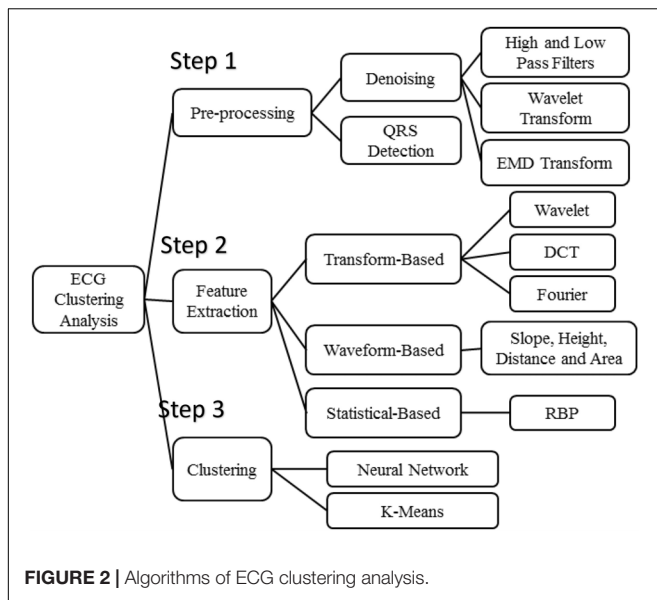 Step 1
Pre-processing
Denoising
High and Low
Pass Filters
Wavelet
Transform
EMD Transform
QRS
Detection
Step 2
ECG
Clustering
Analysis
Feature
Extraction
Transform-Based
Wavelet
DCT
Fourier
Waveform-Based
Slope, Height,
Distance and Area
Statistical-Based
RBP
Step 3
Clustering
Neural Network
K-Means
FIGURE 2 | Algorithms of ECG clustering analysis.